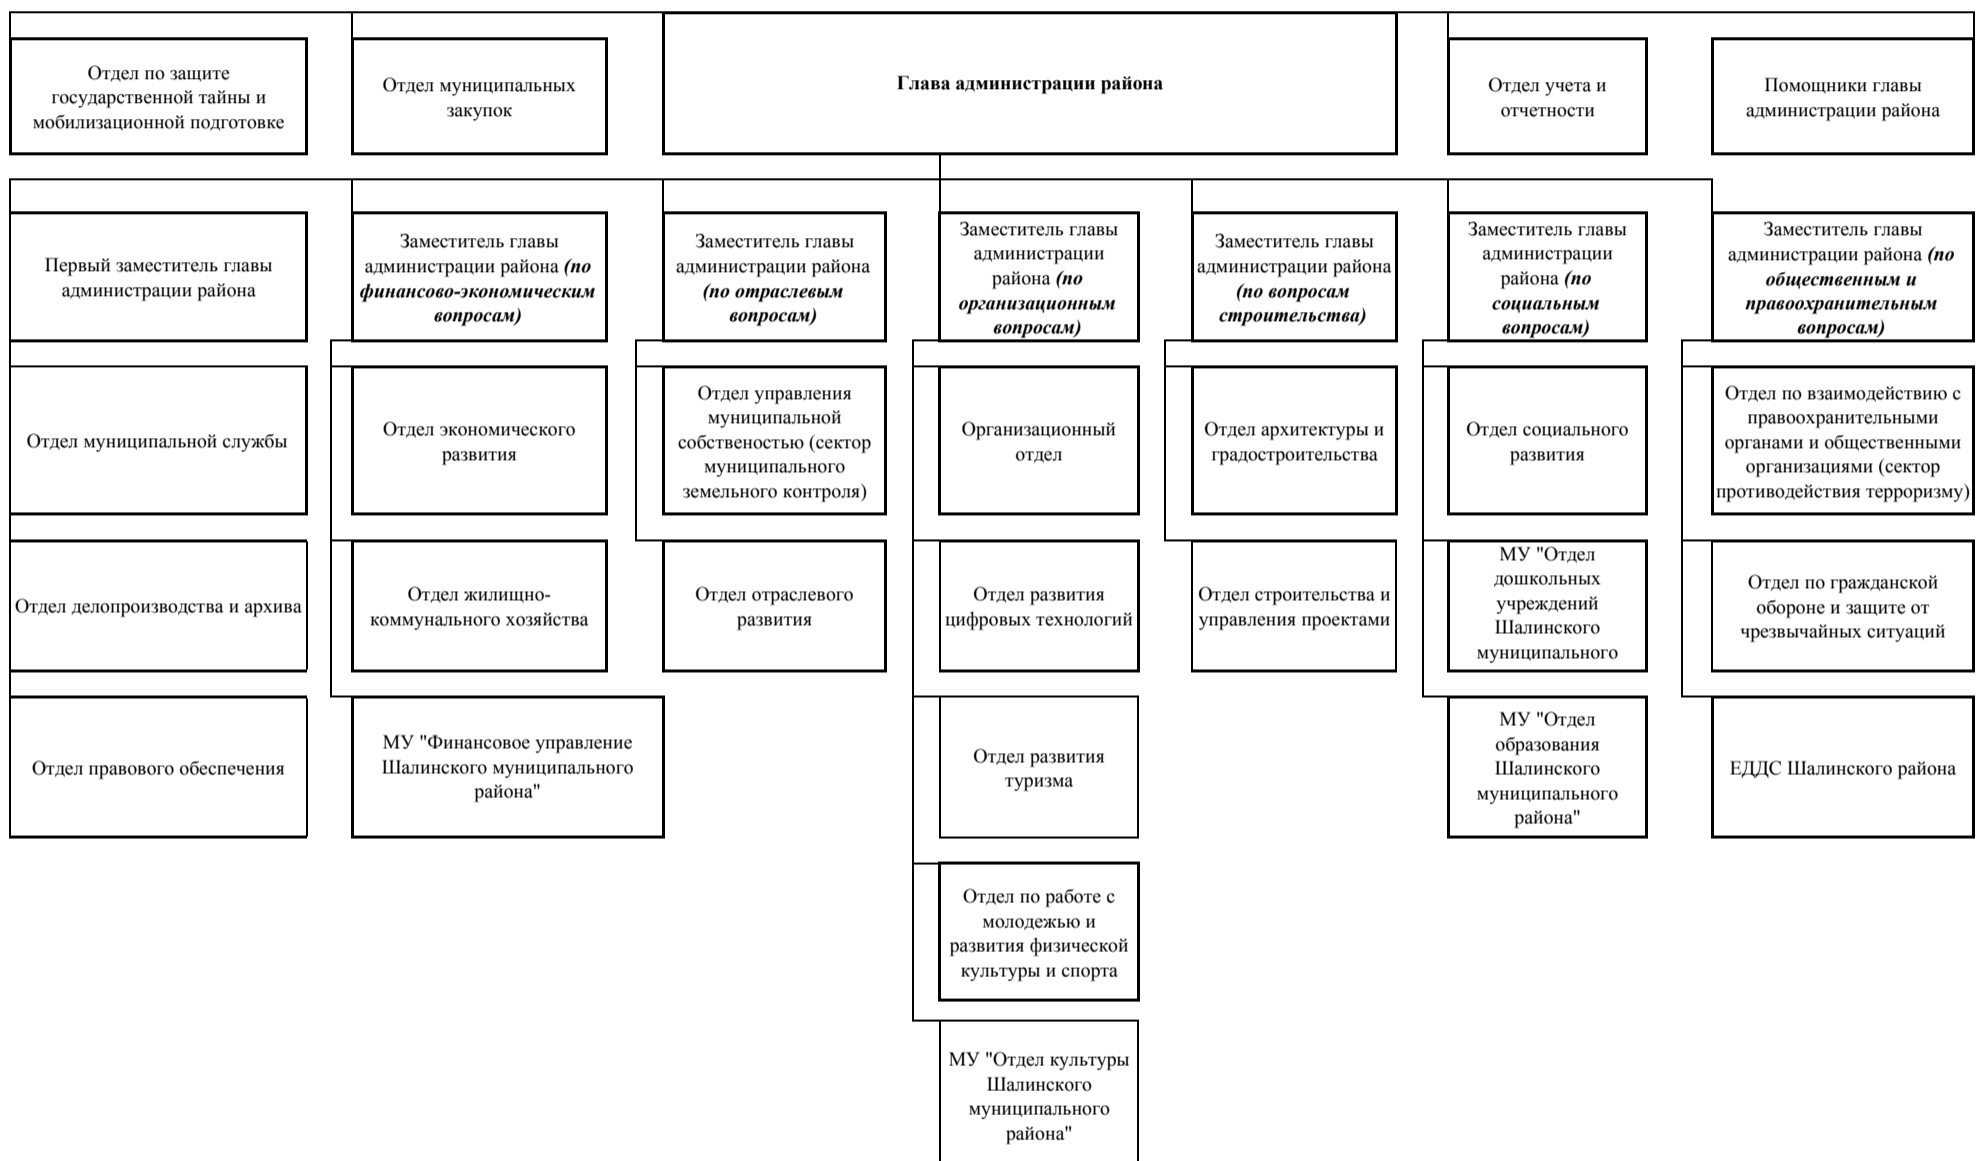 Отдел по защите
государственной тайны и
мобилизационной подготовке
Отдел муниципальных
закупок
Глава администрации района
Отдел учета и
отчетности
Помощники главы
администрации района
Первый заместитель главы
администрации района
Заместитель главы
администрации района (по
финансово-экономическим
вопросам)
Заместитель главы
администрации района
(по отраслевым
вопросам)
Заместитель главы
администрации
района (по
организационным
вопросам)
Заместитель главы
администрации района
(по вопросам
строительства)
Заместитель главы
администрации
района (по
социальным
вопросам)
Заместитель главы
администрации района (по
общественным и
правоохранительным
вопросам)
Отдел муниципальной службы
Отдел экономического
развития
Отдел управления
муниципальной
собственостью (сектор
муниципального
земельного контроля)
Организационный
отдел
Отдел архитектуры и
градостроительства
Отдел социального
развития
Отдел по взаимодействию с
правоохранительными
органами и общественными
организациями (сектор
противодействия терроризму)
Отдел делопроизводства и архива
Отдел жилищно-
коммунального хозяйства
Отдел отраслевого
развития
Отдел развития
цифровых технологий
Отдел строительства и
управления проектами
МУ "Отдел
дошкольных
учреждений
Шалинского
муниципального
Отдел по гражданской
обороне и защите от
чрезвычайных ситуаций
Отдел правового обеспечения
МУ "Финансовое управление
Шалинского муниципального
района"
Отдел развития
туризма
МУ "Отдел
образования
Шалинского
муниципального
района"
ЕДДС Шалинского района
Отдел по работе с
молодежью и
развития физической
культуры и спорта
МУ "Отдел культуры
Шалинского
муниципального
района"